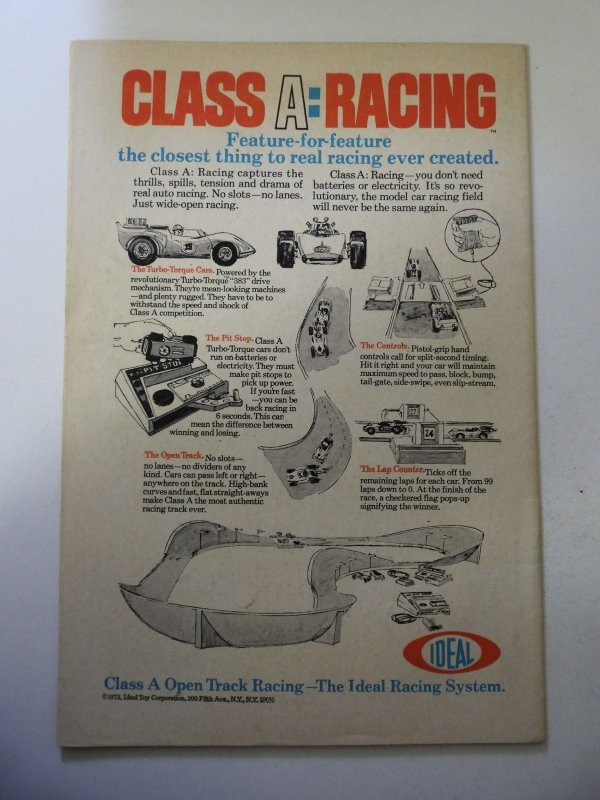 CLASS A: RACING
™
Feature-for-feature
the closest thing to real racing ever created.
Class A: Racing captures the
thrills, spills, tension and drama of
real auto racing. No slots—no lanes.
Just wide-open racing.
Class A: Racing—you don't need
batteries or electricity. It's so revo-
lutionary, the model car racing field
will never be the same again.
The Turbo-Torque Cars. Powered by the
revolutionary Turbo-Torque "383" drive
mechanism. They're mean-looking machines
—and plenty rugged. They have to be to
withstand the speed and shock of
Class A competition.
PIT STOP
The Pit Stop. Class A
Turbo-Torque cars don't
run on batteries or
electricity. They must
make pit stops to
pick up power.
If you're fast
—you can be
back racing in
6 seconds. This can
mean the difference between
winning and losing.
The Controls. Pistol-grip hand
controls call for split-second timing.
Hit it right and your car will maintain
maximum speed to pass, block, bump,
tail-gate, side-swipe, even slip-stream.
The Open Track. No slots—
no lanes—no dividers of any
kind. Cars can pass left or right—
anywhere on the track. High-bank
curves and fast, flat straight-aways
make Class A the most authentic
racing track ever.
24
The Lap Counter. Ticks off the
remaining laps for each car. From 99
laps down to 0. At the finish of the
race, a checkered flag pops-up
signifying the winner.
IDEAL
Class A Open Track Racing—The Ideal Racing System.
©1972, Ideal Toy Corporation, 200 Fifth Ave., N.Y., N.Y. 10010